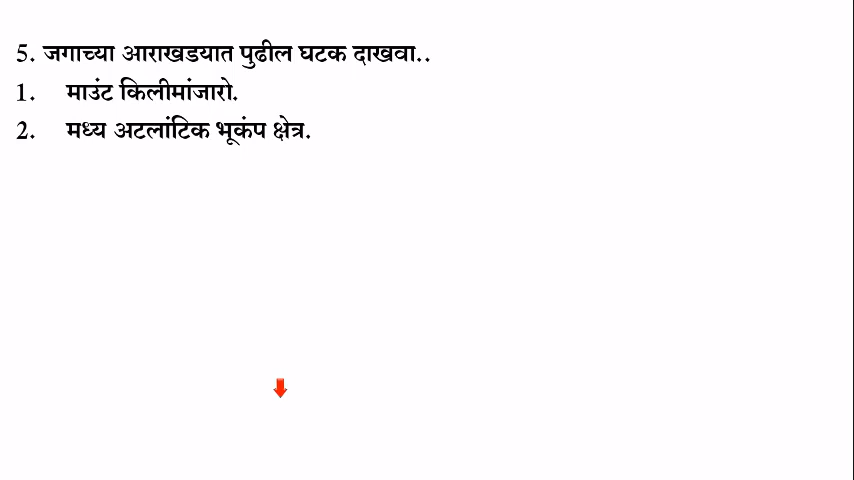 5. जगाच्या आराखडयात पुढील घटक दाखवा..
1. माउंट किलीमांजारो.
2. मध्य अटलांटिक भूकंप क्षेत्र.